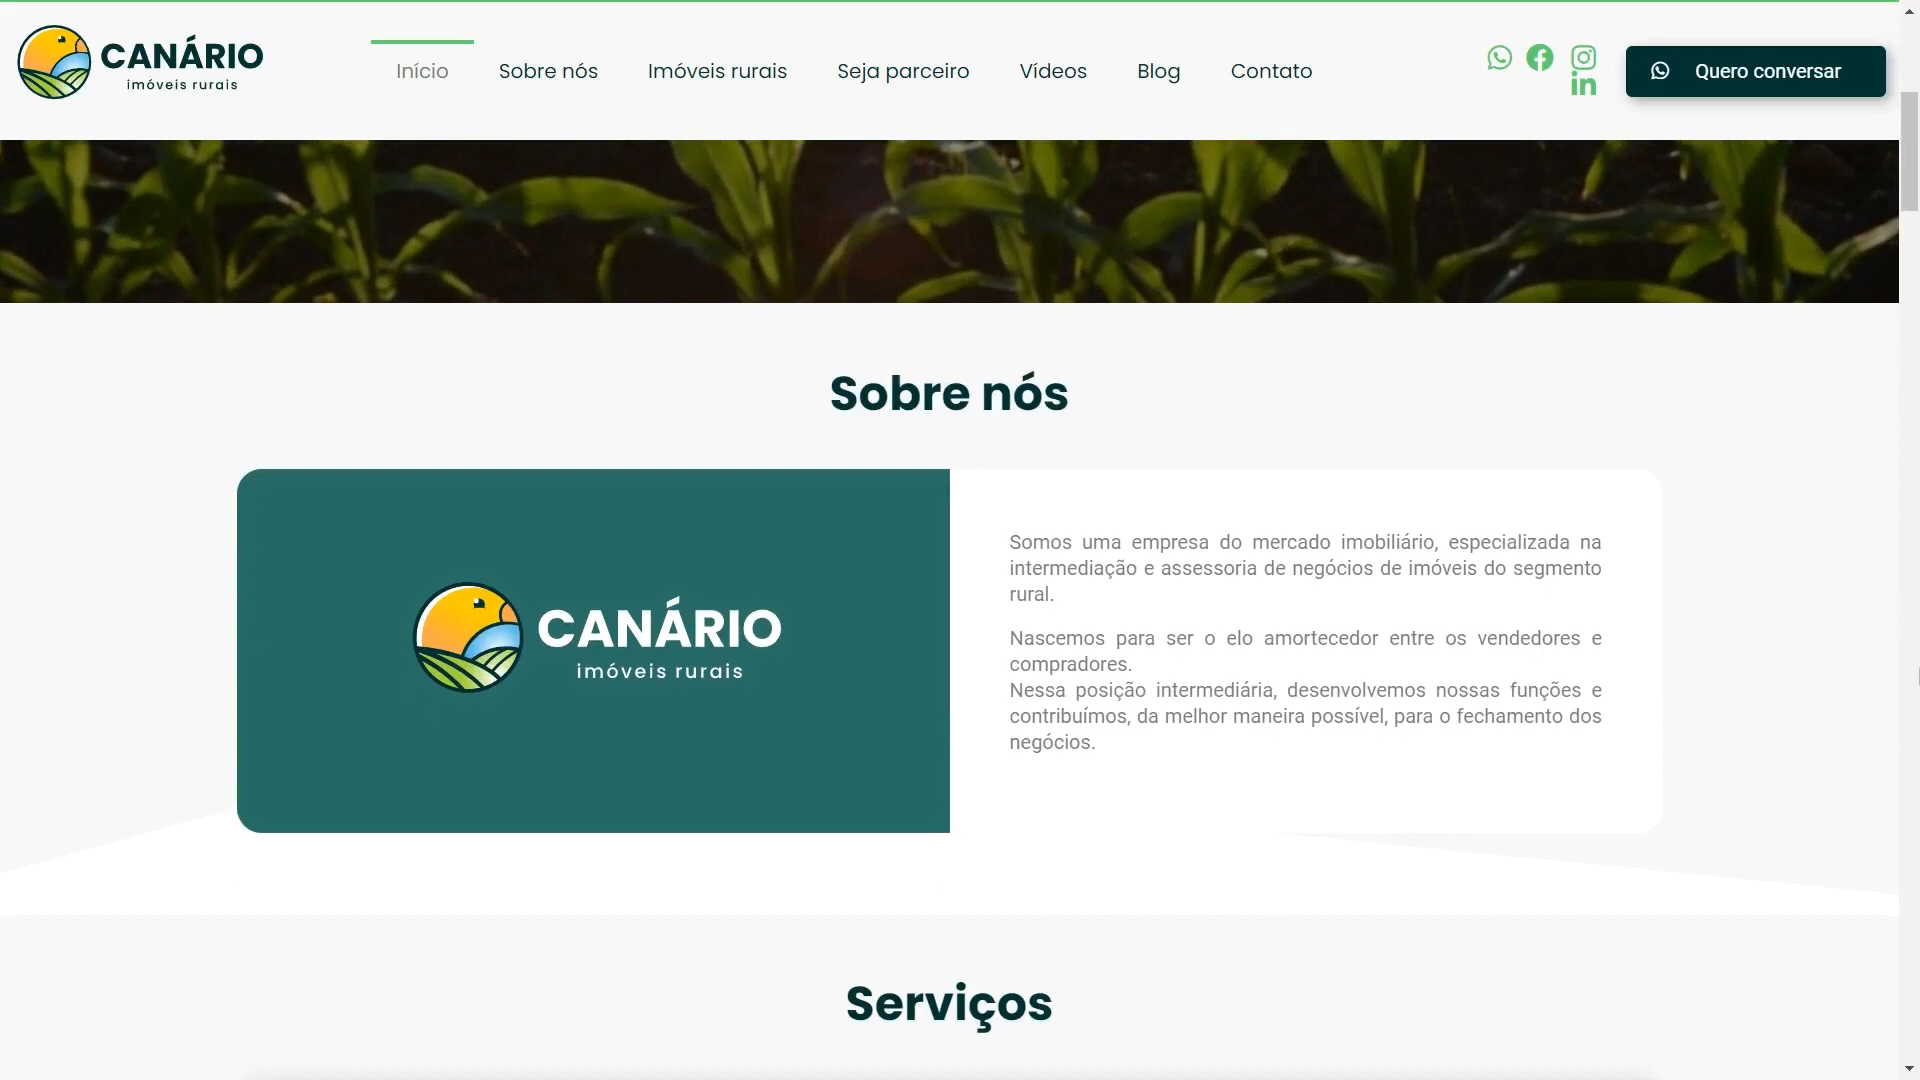 CANÁRIO
imóveis rurais
Início
Sobre nós
Imóveis rurais
Seja parceiro
Vídeos
Blog
Contato
Quero conversar
Sobre nós
CANÁRIO
imóveis rurais
Somos uma empresa do mercado imobiliário, especializada na
intermediação e assessoria de negócios de imóveis do segmento
rural.
Nascemos para ser o elo amortecedor entre os vendedores e
compradores.
Nessa posição intermediária, desenvolvemos nossas funções e
contribuímos, da melhor maneira possível, para o fechamento dos
negócios.
Serviços